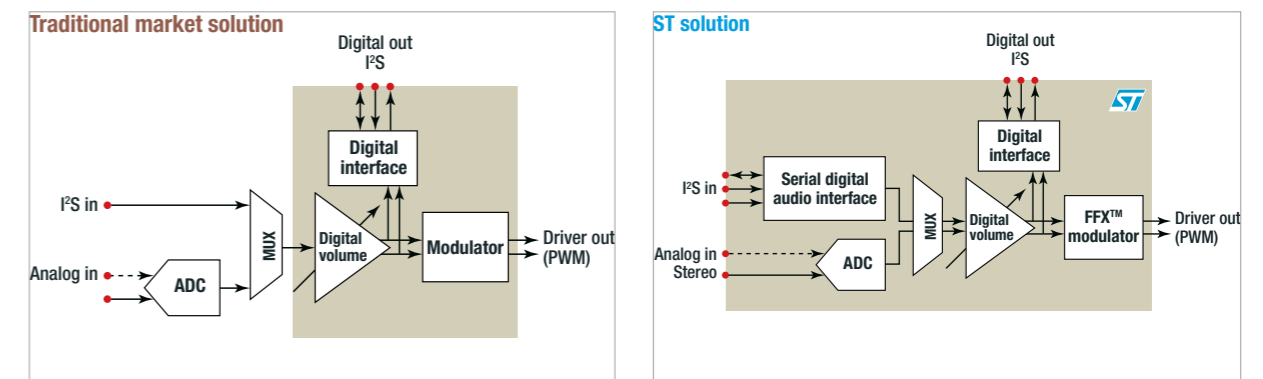 Traditional market solution
Digital out
I²S
Digital
interface
I²S in
MUX
Digital
volume
Modulator
Driver out
(PWM)
Analog in
ADC
ST solution
Digital out
I²S
ST
Digital
interface
I²S in
Serial digital
audio interface
MUX
Digital
volume
FFX™
modulator
Driver out
(PWM)
Analog in
Stereo
ADC